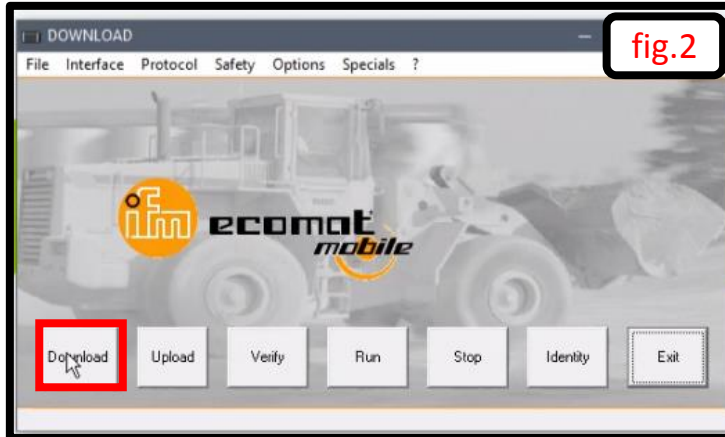 DOWNLOAD
fig.2
File Interface Protocol Safety Options Specials ?
ifm ecomat
mobile
Download Upload Verify Run Stop Identity Exit